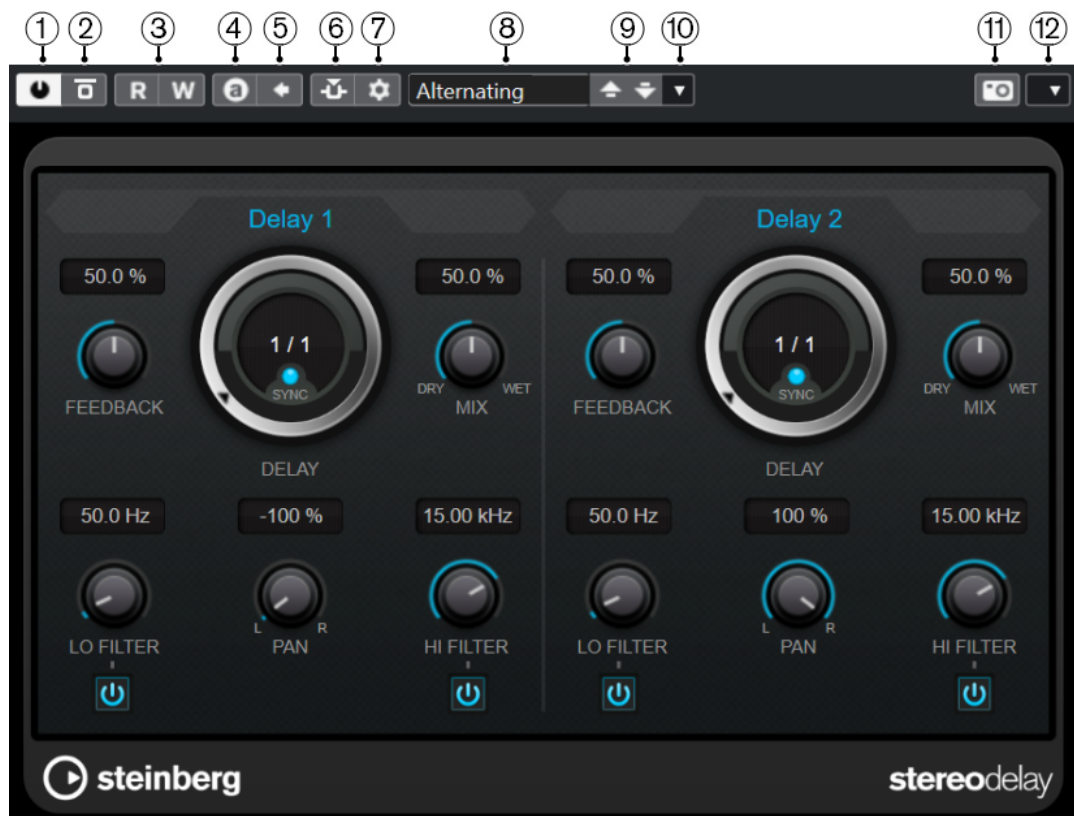 1 2 3 4 5 6 7 8 9 10 11 12
R W a Alternating
Delay 1 Delay 2
50.0 % 50.0 % 50.0 % 50.0 %
1 / 1 1 / 1
SYNC SYNC
DRY WET DRY WET
FEEDBACK MIX FEEDBACK MIX
DELAY DELAY
50.0 Hz -100 % 15.00 kHz 50.0 Hz 100 % 15.00 kHz
L R L R
LO FILTER PAN HI FILTER LO FILTER PAN HI FILTER
steinberg stereodelay